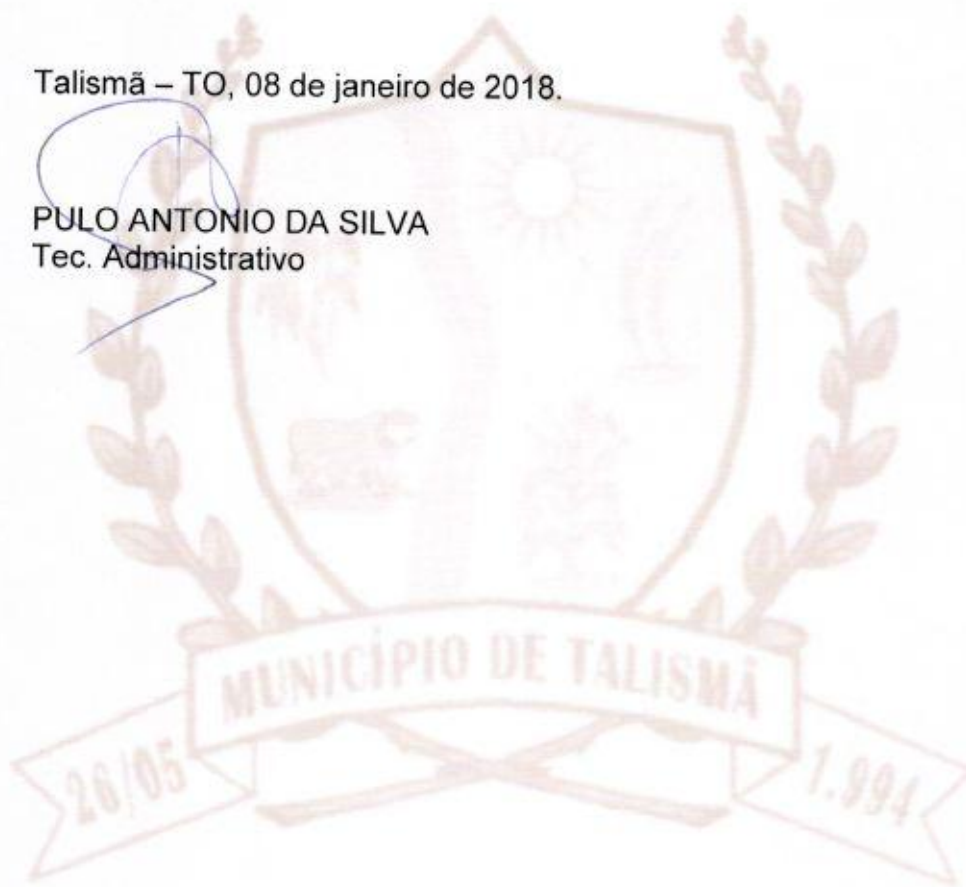 Talismã – TO, 08 de janeiro de 2018.
PULO ANTONIO DA SILVA
Tec. Administrativo
MUNICÍPIO DE TALISMÃ
26/05
1.994